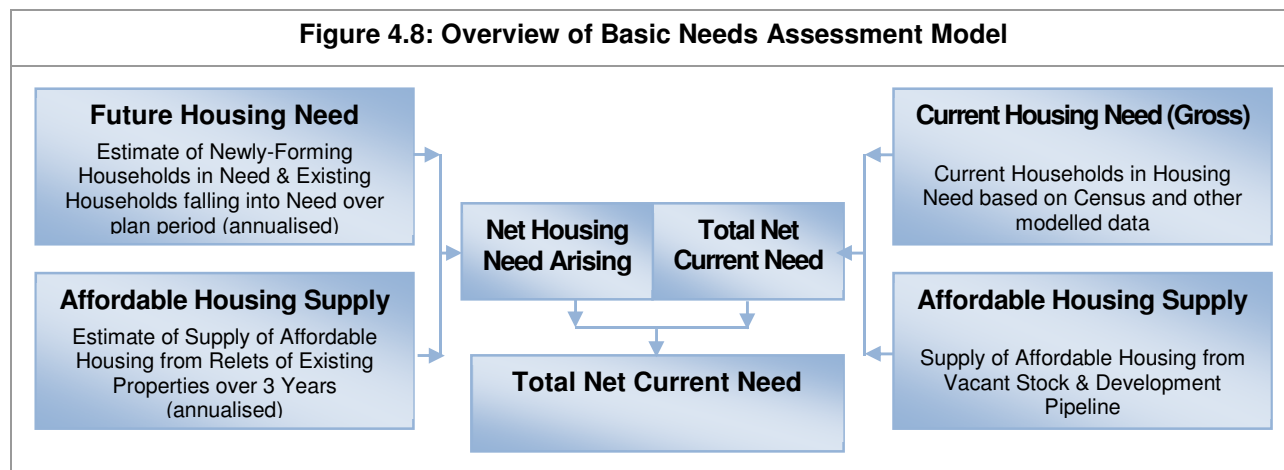 Figure 4.8: Overview of Basic Needs Assessment Model
Future Housing Need
Estimate of Newly-Forming
Households in Need & Existing
Households falling into Need over
plan period (annualised)
Affordable Housing Supply
Estimate of Supply of Affordable
Housing from Relets of Existing
Properties over 3 Years
(annualised)
Net Housing
Need Arising
Total Net
Current Need
Total Net Current Need
Current Housing Need (Gross)
Current Households in Housing
Need based on Census and other
modelled data
Affordable Housing Supply
Supply of Affordable Housing from
Vacant Stock & Development
Pipeline